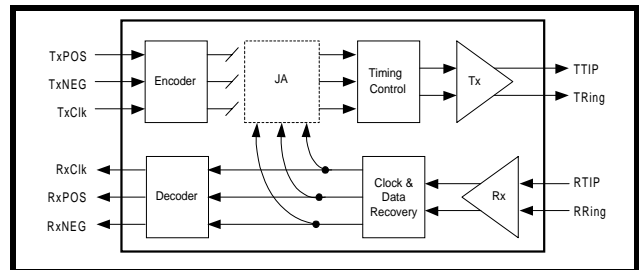 TxPOS
TxNEG
TxClk
Encoder
JA
Timing
Control
Tx
TTIP
TRing
RxClk
RxPOS
RxNEG
Decoder
Clock &
Data
Recovery
Rx
RTIP
RRing